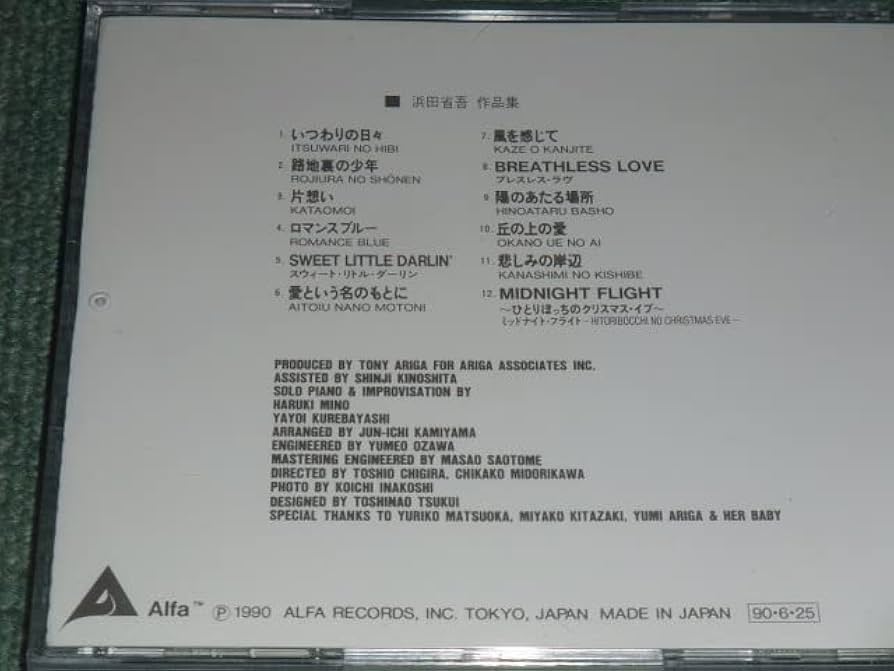 ■ 浜田省吾 作品集
1. いつわりの日々
ITSUWARI NO HIBI
2.路地裏の少年
ROJIURA NO SHŌNEN
3. 片想い
KATAOMOI
4. ロマンスブルー
ROMANCE BLUE
5. SWEET LITTLE DARLIN'
スウィート・リトル・ダーリン
6. 愛という名のもとに
AITOIU NANO MOTONI
7. 風を感じて
KAZE O KANJITE
8. BREATHLESS LOVE
ブレスレス・ラヴ
9. 陽のあたる場所
HINOATARU BASHO
10. 丘の上の愛
OKANO UE NO AI
11. 悲しみの岸辺
KANASHIMI NO KISHIBE
12. MIDNIGHT FLIGHT
〜ひとりぼっちのクリスマス・イブ〜
ミッドナイト・フライト−HITORIBOCCHI NO CHRISTMAS EVE−
PRODUCED BY TONY ARIGA FOR ARIGA ASSOCIATES INC.
ASSISTED BY SHINJI KINOSHITA
SOLO PIANO & IMPROVISATION BY
HARUKI MINO
YAYOI KUREBAYASHI
ARRANGED BY JUN-ICHI KAMIYAMA
ENGINEERED BY YUMEO OZAWA
MASTERING ENGINEERED BY MASAO SAOTOME
DIRECTED BY TOSHIO CHIGIRA, CHIKAKO MIDORIKAWA
PHOTO BY KOICHI INAKOSHI
DESIGNED BY TOSHINAO TSUKUI
SPECIAL THANKS TO YURIKO MATSUOKA, MIYAKO KITAZAKI, YUMI ARIGA & HER BABY
Alfa™ Ⓟ1990 ALFA RECORDS, INC. TOKYO, JAPAN MADE IN JAPAN 90・6・25